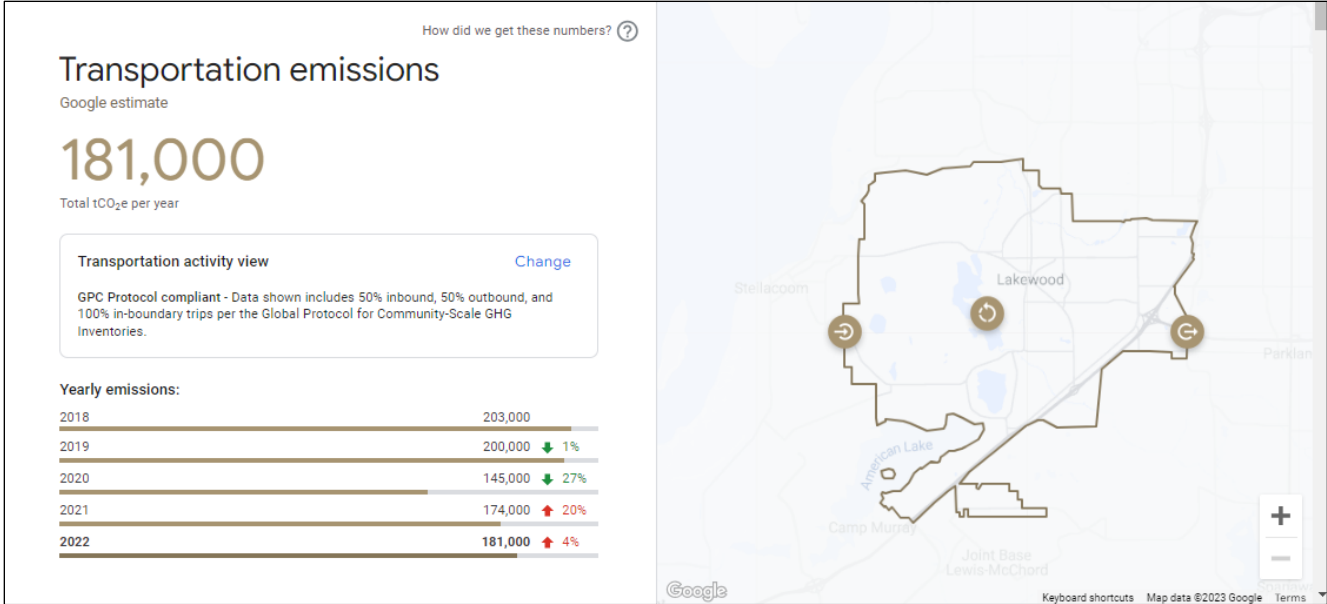 How did we get these numbers?
Transportation emissions
Google estimate
181,000
Total tCO₂e per year
Transportation activity view
Change
GPC Protocol compliant - Data shown includes 50% inbound, 50% outbound, and
100% in-boundary trips per the Global Protocol for Community-Scale GHG
Inventories.
Yearly emissions:
2018 203,000
2019 200,000 1%
2020 145,000 27%
2021 174,000 20%
2022 181,000 4%
Lakewood
Steilacoom
Parklan
American Lake
Camp Murray
Joint Base
Lewis-McChord
Google
Keyboard shortcuts Map data ©2023 Google Terms